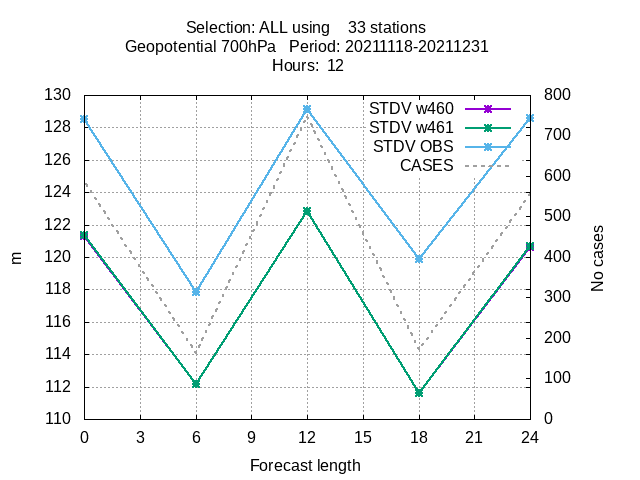 Selection: ALL using    33 stations
Geopotential 700hPa   Period: 20211118-20211231
Hours:  12
130
128
126
124
122
120
118
116
114
112
110
m
STDV w460
STDV w461
STDV OBS
CASES
800
700
600
500
400
300
200
100
0
No cases
0 3 6 9 12 15 18 21 24
Forecast length